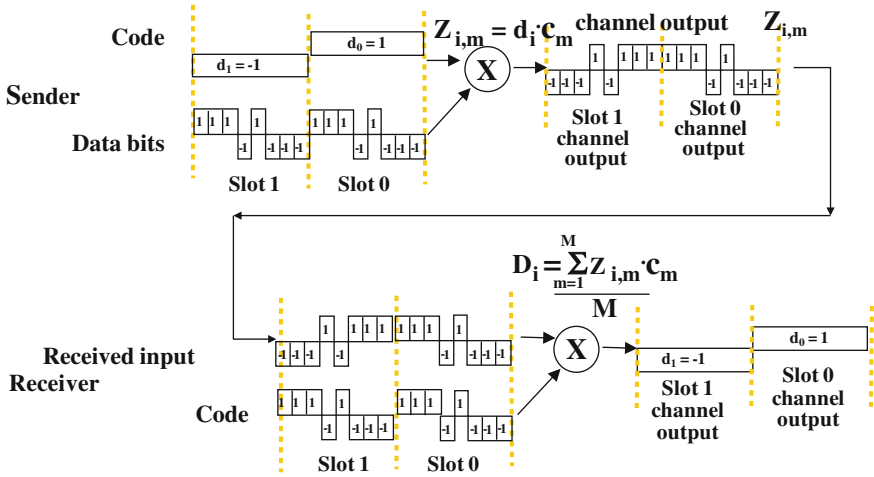 Code
d₁ = -1
d₀ = 1
Z i,m = dᵢ·cₘ
channel output
Z i,m
Sender
X
-1 -1 -1 1 -1 1 1 1 1 1 1 -1 1 -1 -1 -1
Slot 1 channel output
Slot 0 channel output
Data bits
1 1 1 -1 1 -1 -1 -1
1 1 1 -1 1 -1 -1 -1
Slot 1
Slot 0
Dᵢ = M Σ m=1 Z i,m·cₘ
M
Received input
-1 -1 -1 1 -1 1 1 1
1 1 1 -1 1 -1 -1 -1
X
d₁ = -1
d₀ = 1
Receiver
Code
1 1 1 -1 1 -1 -1 -1
1 1 1 -1 1 -1 -1 -1
Slot 1
Slot 0
Slot 1
channel
output
Slot 0
channel
output